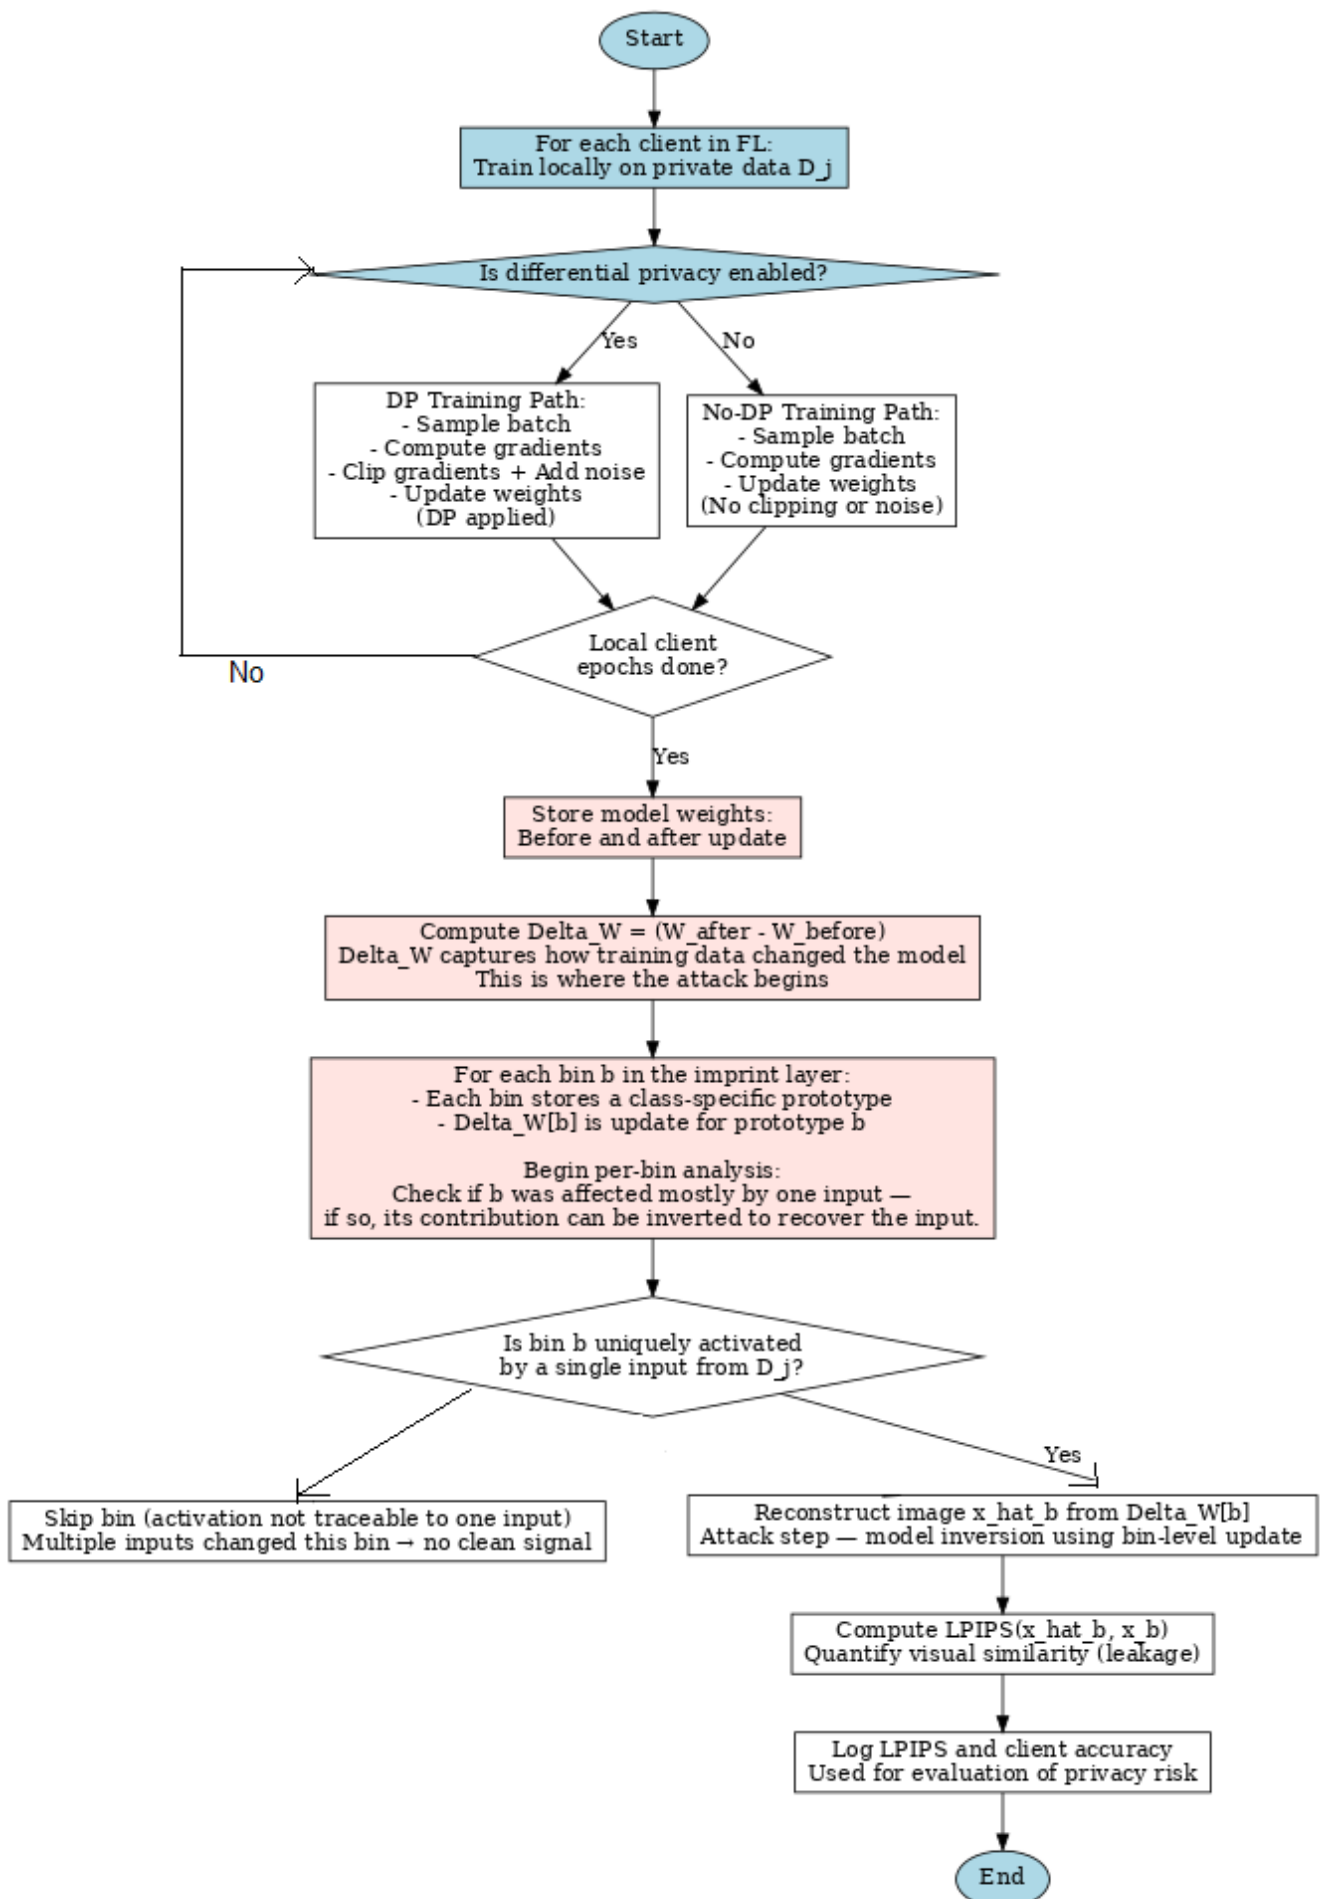 Start
For each client in FL:
Train locally on private data D_j
Is differential privacy enabled?
Yes
No
DP Training Path:
- Sample batch
- Compute gradients
- Clip gradients + Add noise
- Update weights
(DP applied)
No-DP Training Path:
- Sample batch
- Compute gradients
- Update weights
(No clipping or noise)
Local client
epochs done?
No
Yes
Store model weights:
Before and after update
Compute Delta_W = (W_after - W_before)
Delta_W captures how training data changed the model
This is where the attack begins
For each bin b in the imprint layer:
- Each bin stores a class-specific prototype
- Delta_W[b] is update for prototype b
Begin per-bin analysis:
Check if b was affected mostly by one input —
if so, its contribution can be inverted to recover the input.
Is bin b uniquely activated
by a single input from D_j?
Yes
Skip bin (activation not traceable to one input)
Multiple inputs changed this bin → no clean signal
Reconstruct image x_hat_b from Delta_W[b]
Attack step — model inversion using bin-level update
Compute LPIPS(x_hat_b, x_b)
Quantify visual similarity (leakage)
Log LPIPS and client accuracy
Used for evaluation of privacy risk
End